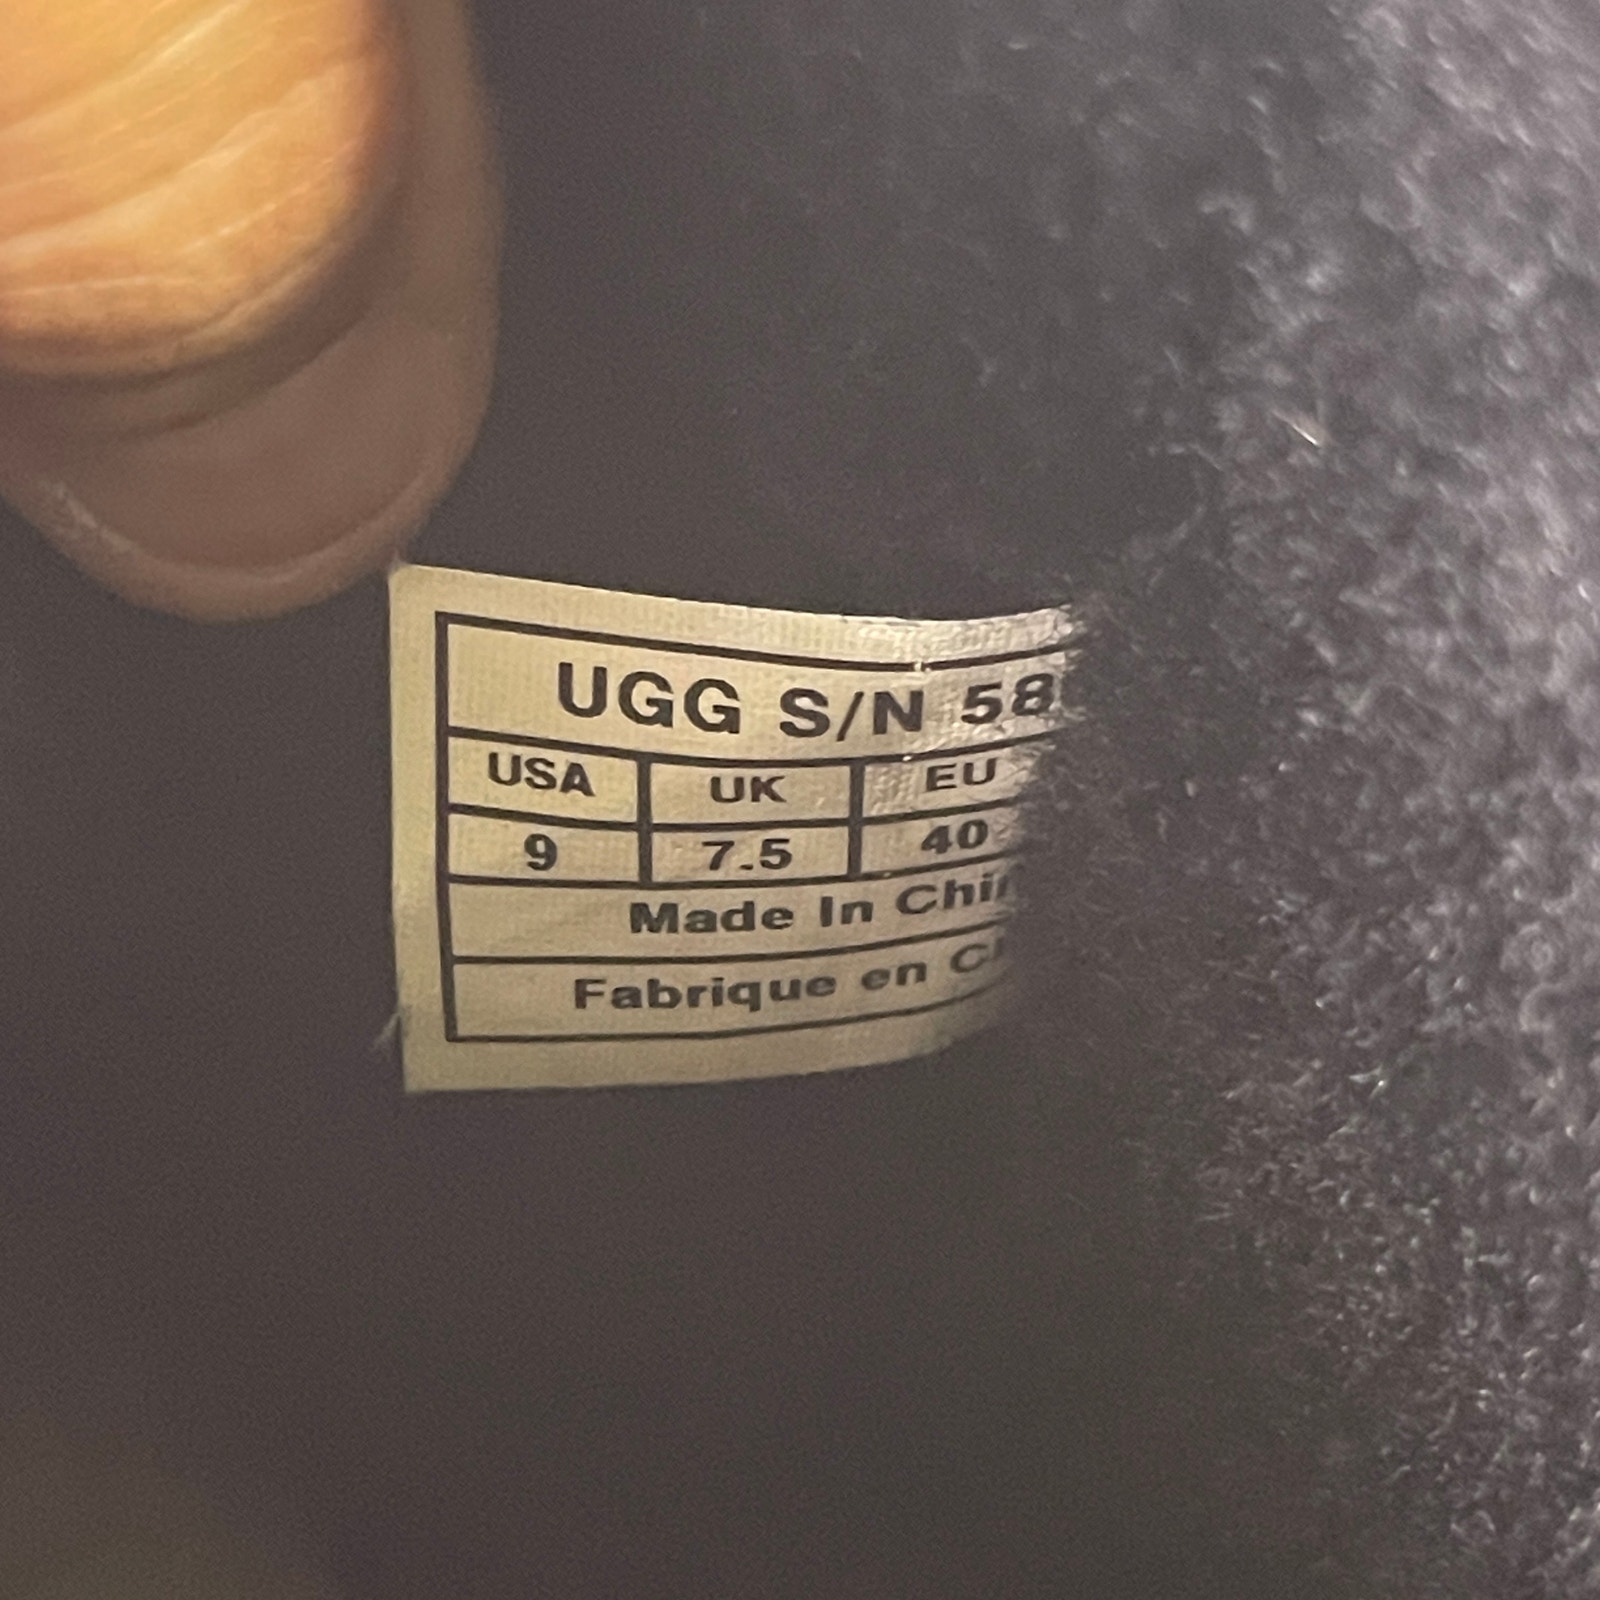 UGG S/N 58
USA UK EU
9 7.5 40
Made In
Fabrique en